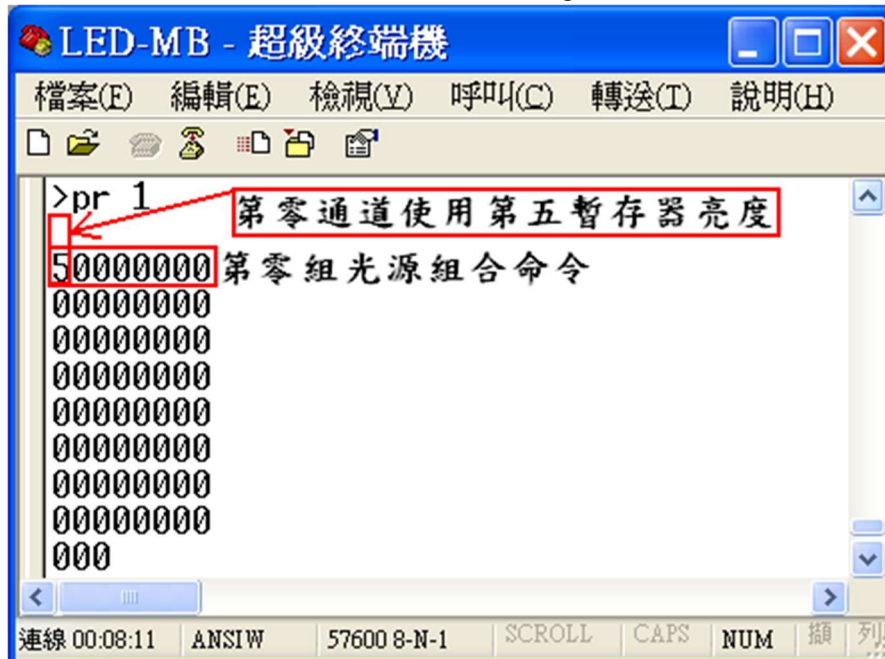 LED-MB - 超級終端機
檔案(F) 編輯(E) 檢視(V) 呼叫(C) 轉送(T) 說明(H)
>pr 1
第零通道使用第五暫存器亮度
50000000 第零組光源組合命令
00000000
00000000
00000000
00000000
00000000
00000000
00000000
000
連線 00:08:11 ANSIW 57600 8-N-1 SCROLL CAPS NUM 擷 列